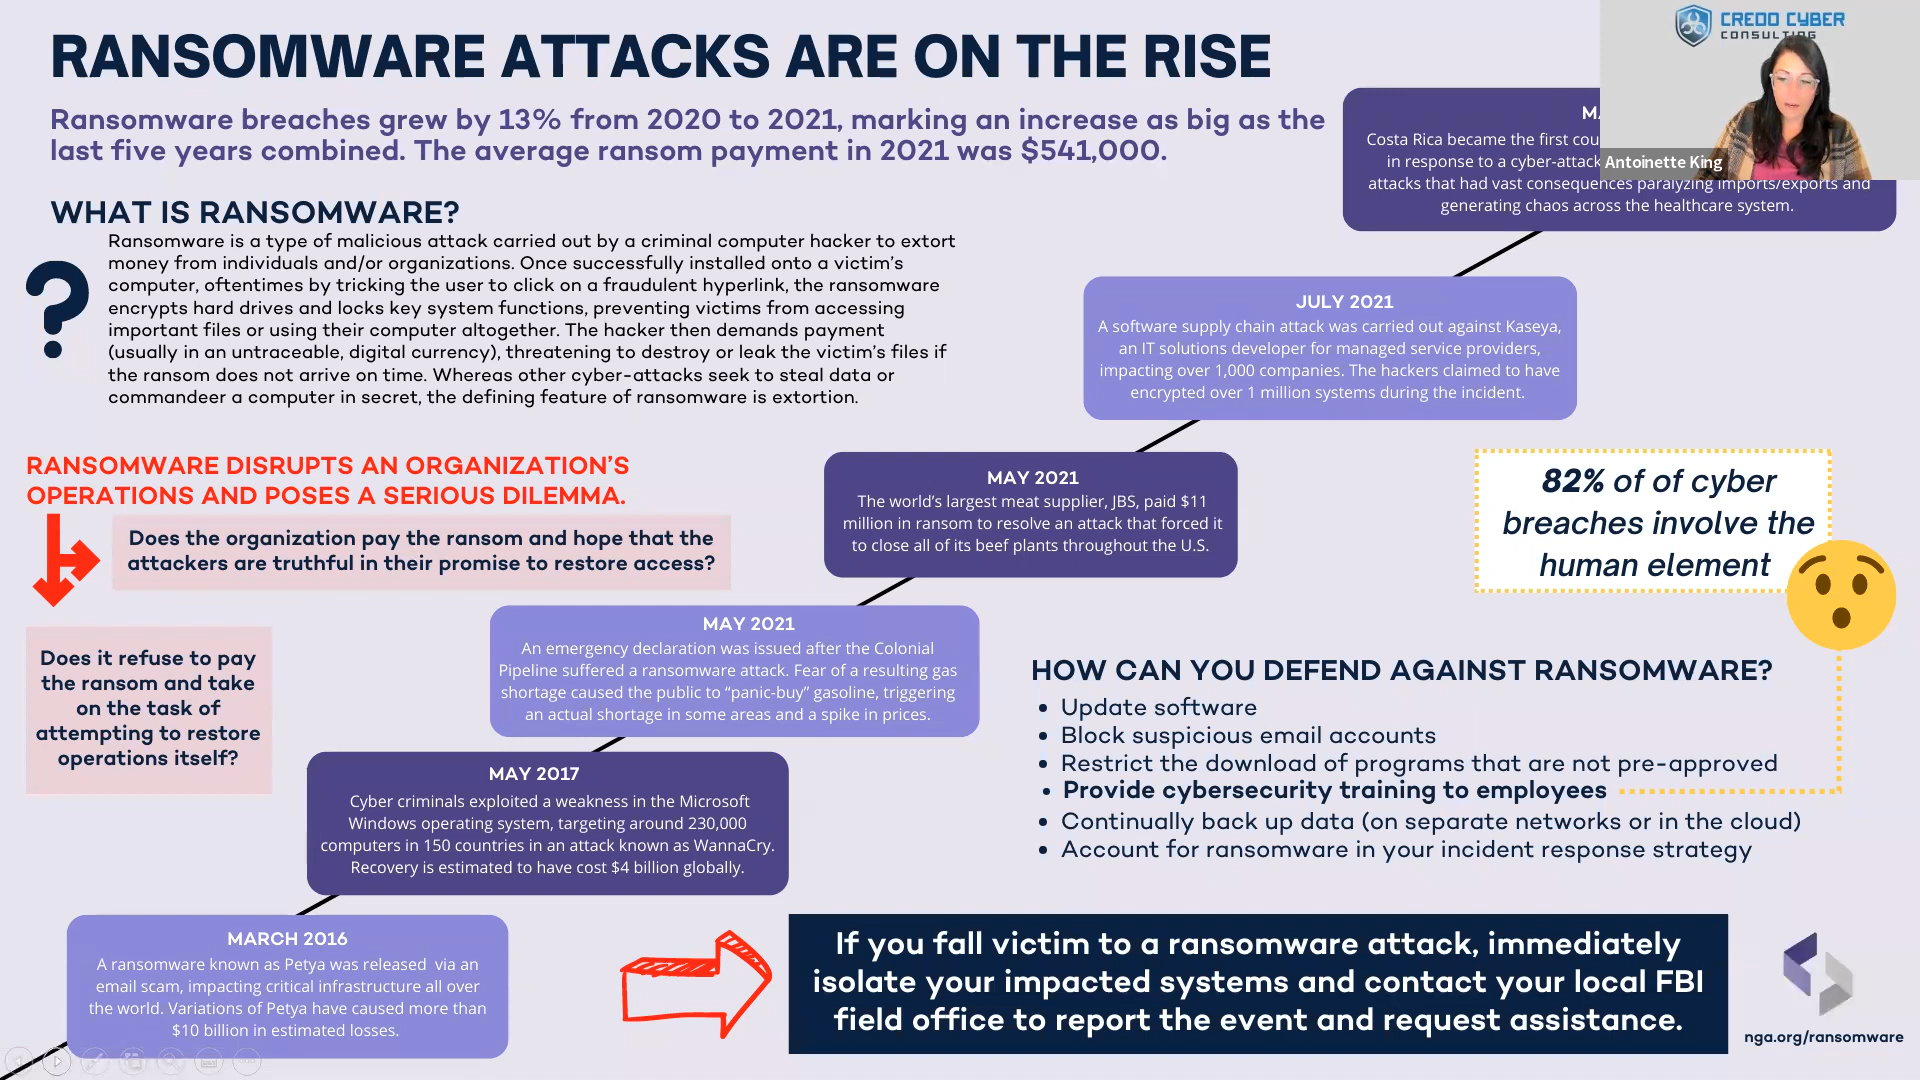 RANSOMWARE ATTACKS ARE ON THE RISE
Ransomware breaches grew by 13% from 2020 to 2021, marking an increase as big as the
last five years combined. The average ransom payment in 2021 was $541,000.
CREDO CYBER
CONSULTING
Antoinette King
Costa Rica became the first
in response to a cyber-attack
attacks that had vast consequences paralyzing imports/exports and
generating chaos across the healthcare system.
WHAT IS RANSOMWARE?
?
Ransomware is a type of malicious attack carried out by a criminal computer hacker to extort
money from individuals and/or organizations. Once successfully installed onto a victim's
computer, oftentimes by tricking the user to click on a fraudulent hyperlink, the ransomware
encrypts hard drives and locks key system functions, preventing victims from accessing
important files or using their computer altogether. The hacker then demands payment
(usually in an untraceable, digital currency), threatening to destroy or leak the victim's files if
the ransom does not arrive on time. Whereas other cyber-attacks seek to steal data or
commandeer a computer in secret, the defining feature of ransomware is extortion.
JULY 2021
A software supply chain attack was carried out against Kaseya,
an IT solutions developer for managed service providers,
impacting over 1,000 companies. The hackers claimed to have
encrypted over 1 million systems during the incident.
RANSOMWARE DISRUPTS AN ORGANIZATION'S
OPERATIONS AND POSES A SERIOUS DILEMMA.
Does the organization pay the ransom and hope that the
attackers are truthful in their promise to restore access?
Does it refuse to pay
the ransom and take
on the task of
attempting to restore
operations itself?
MAY 2021
The world's largest meat supplier, JBS, paid $11
million in ransom to resolve an attack that forced it
to close all of its beef plants throughout the U.S.
82% of of cyber
breaches involve the
human element
MAY 2021
An emergency declaration was issued after the Colonial
Pipeline suffered a ransomware attack. Fear of a resulting gas
shortage caused the public to "panic-buy" gasoline, triggering
an actual shortage in some areas and a spike in prices.
HOW CAN YOU DEFEND AGAINST RANSOMWARE?
• Update software
• Block suspicious email accounts
• Restrict the download of programs that are not pre-approved
• Provide cybersecurity training to employees
• Continually back up data (on separate networks or in the cloud)
• Account for ransomware in your incident response strategy
MAY 2017
Cyber criminals exploited a weakness in the Microsoft
Windows operating system, targeting around 230,000
computers in 150 countries in an attack known as WannaCry.
Recovery is estimated to have cost $4 billion globally.
MARCH 2016
A ransomware known as Petya was released via an
email scam, impacting critical infrastructure all over
the world. Variations of Petya have caused more than
$10 billion in estimated losses.
If you fall victim to a ransomware attack, immediately
isolate your impacted systems and contact your local FBI
field office to report the event and request assistance.
nga.org/ransomware